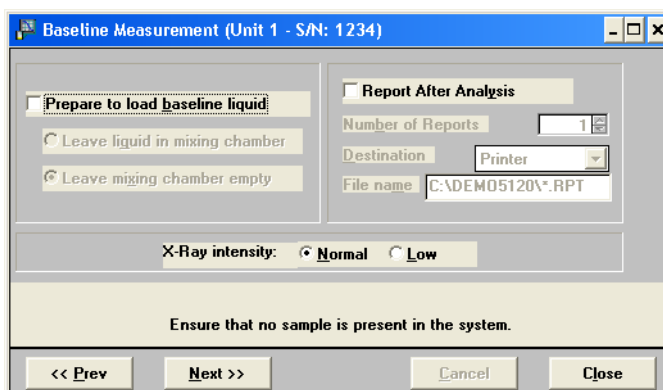 Baseline Measurement (Unit 1 - S/N: 1234)
Prepare to load baseline liquid
Leave liquid in mixing chamber
Leave mixing chamber empty
Report After Analysis
Number of Reports 1
Destination Printer
File name C:\DEMO5120\*.RPT
X-Ray intensity: Normal Low
Ensure that no sample is present in the system.
<< Prev Next >> Cancel Close